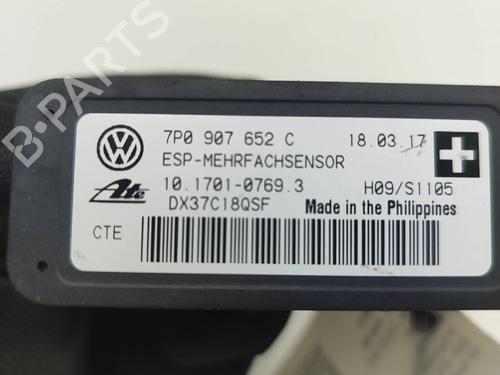 7P0 907 652 C 18.03.17
ESP-MEHRFACHSENSOR
Ate 10.1701-0769.3 H09/S1105
DX37C18QSF Made in the Philippines
CTE
B-PARTS